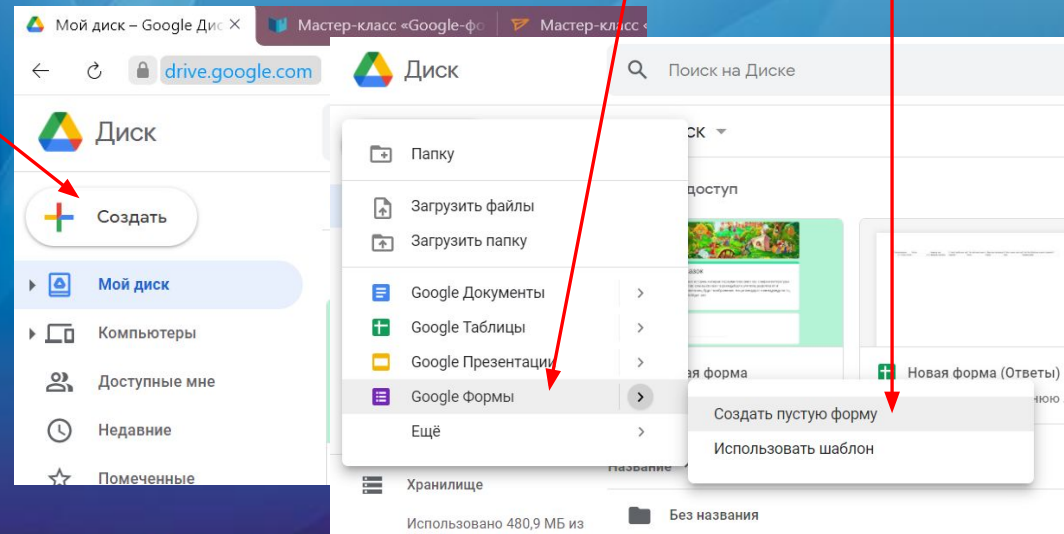 Мой диск – Google Дис
Мастер-класс «Google-фо
Мастер-класс «
drive.google.com
Диск
Создать
Мой диск
Компьютеры
Доступные мне
Недавние
Помеченные
Диск
Поиск на Диске
Папку
Загрузить файлы
Загрузить папку
Google Документы
Google Таблицы
Google Презентации
Google Формы
Ещё
Хранилище
Использовано 480,9 МБ из
ск
доступ
ая форма
Новая форма (Ответы)
нюю
Создать пустую форму
Использовать шаблон
Название
Без названия